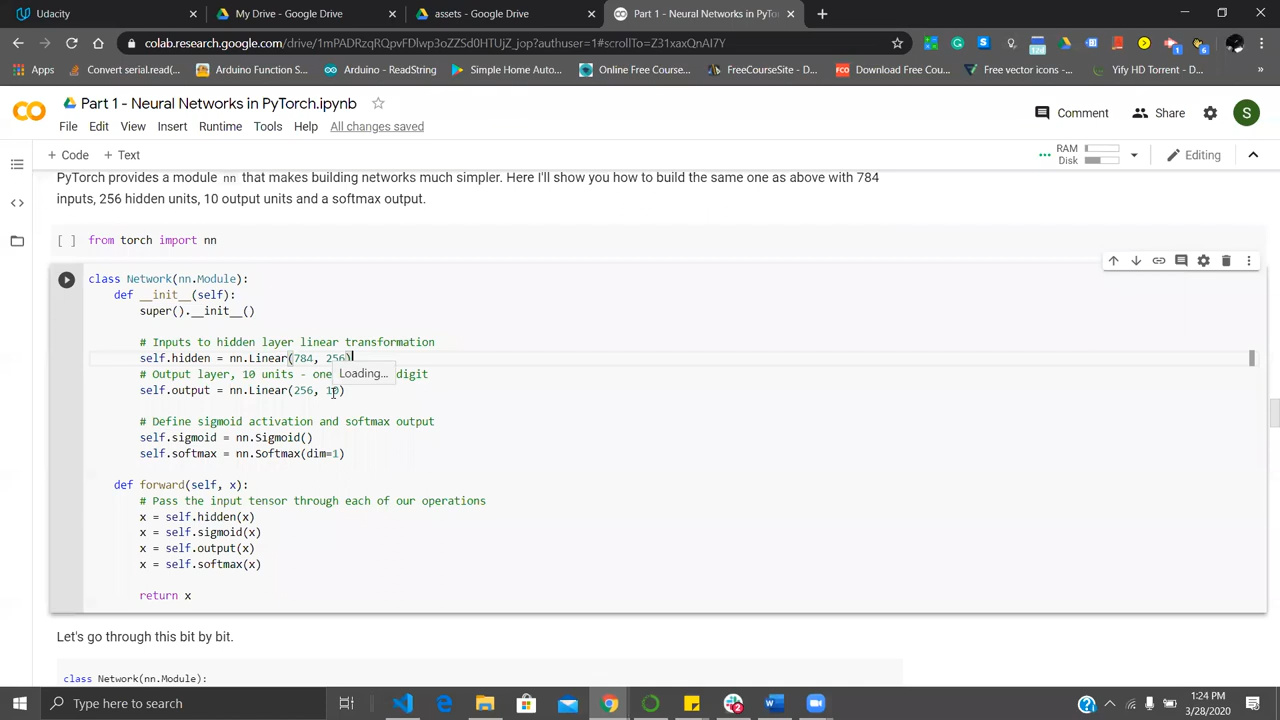 Udacity
My Drive - Google Drive
assets - Google Drive
Part 1 - Neural Networks in PyTo
colab.research.google.com/drive/1mPADRzqRQpvFDlwp3oZZSd0HTUjZ_jop?authuser=1#scrollTo=Z31xaxQnAI7Y
Apps
Convert serial.read(...
Arduino Function S...
Arduino - ReadString
Simple Home Auto...
Online Free Course...
FreeCourseSite - D...
Download Free Cou...
Free vector icons -...
Yify HD Torrent - D...
Part 1 - Neural Networks in PyTorch.ipynb
Comment
Share
S
File Edit View Insert Runtime Tools Help All changes saved
+ Code + Text
RAM
Disk
Editing
PyTorch provides a module nn that makes building networks much simpler. Here I'll show you how to build the same one as above with 784
inputs, 256 hidden units, 10 output units and a softmax output.
[ ] from torch import nn
class Network(nn.Module):
def __init__(self):
super().__init__()
# Inputs to hidden layer linear transformation
self.hidden = nn.Linear(784, 256)
Loading...
# Output layer, 10 units - one digit
self.output = nn.Linear(256, 10)
# Define sigmoid activation and softmax output
self.sigmoid = nn.Sigmoid()
self.softmax = nn.Softmax(dim=1)
def forward(self, x):
# Pass the input tensor through each of our operations
x = self.hidden(x)
x = self.sigmoid(x)
x = self.output(x)
x = self.softmax(x)
return x
Let's go through this bit by bit.
class Network(nn.Module):
Type here to search
1:24 PM
3/28/2020